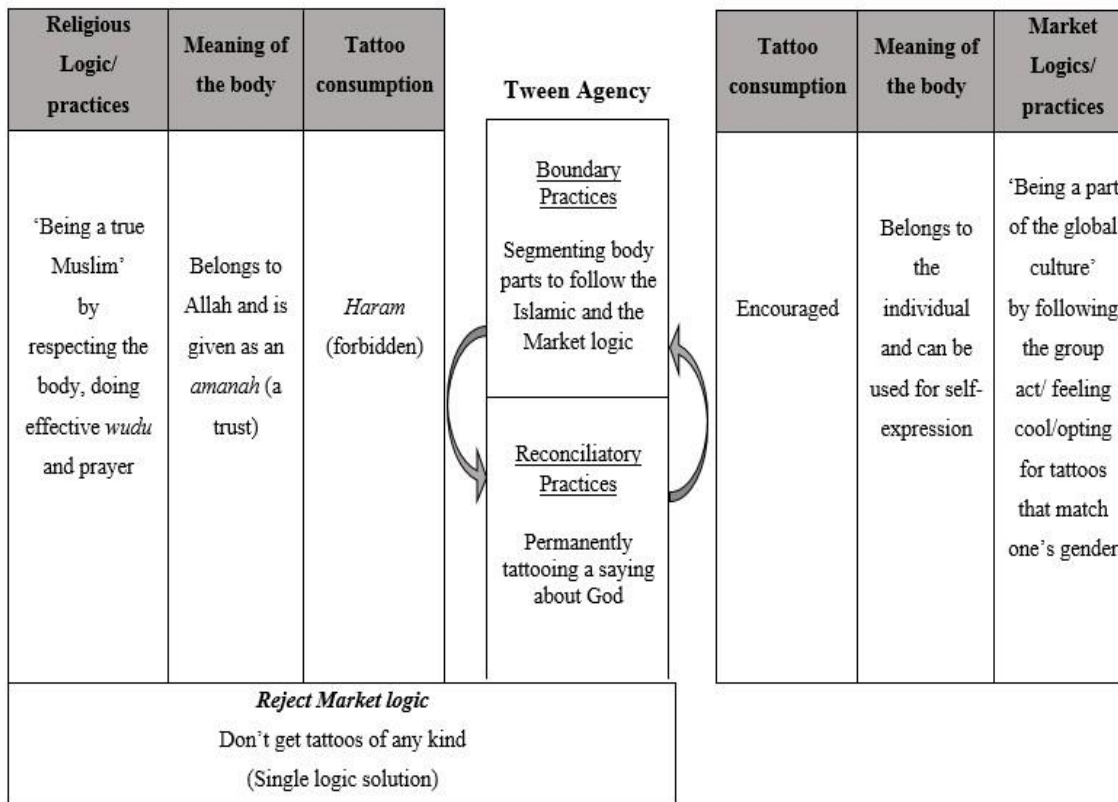 Religious
Logic/
practices
Meaning of
the body
Tattoo
consumption
‘Being a true
Muslim’
by
respecting the
body, doing
effective wudu
and prayer
Belongs to
Allah and is
given as an
amanah (a
trust)
Haram
(forbidden)
Tween Agency
Boundary
Practices
Segmenting body
parts to follow the
Islamic and the
Market logic
Reconciliatory
Practices
Permanently
tattooing a saying
about God
Tattoo
consumption
Meaning of
the body
Market
Logics/
practices
Encouraged
Belongs to
the
individual
and can be
used for self-
expression
‘Being a part
of the global
culture’
by following
the group
act/ feeling
cool/opting
for tattoos
that match
one’s gender
Reject Market logic
Don’t get tattoos of any kind
(Single logic solution)